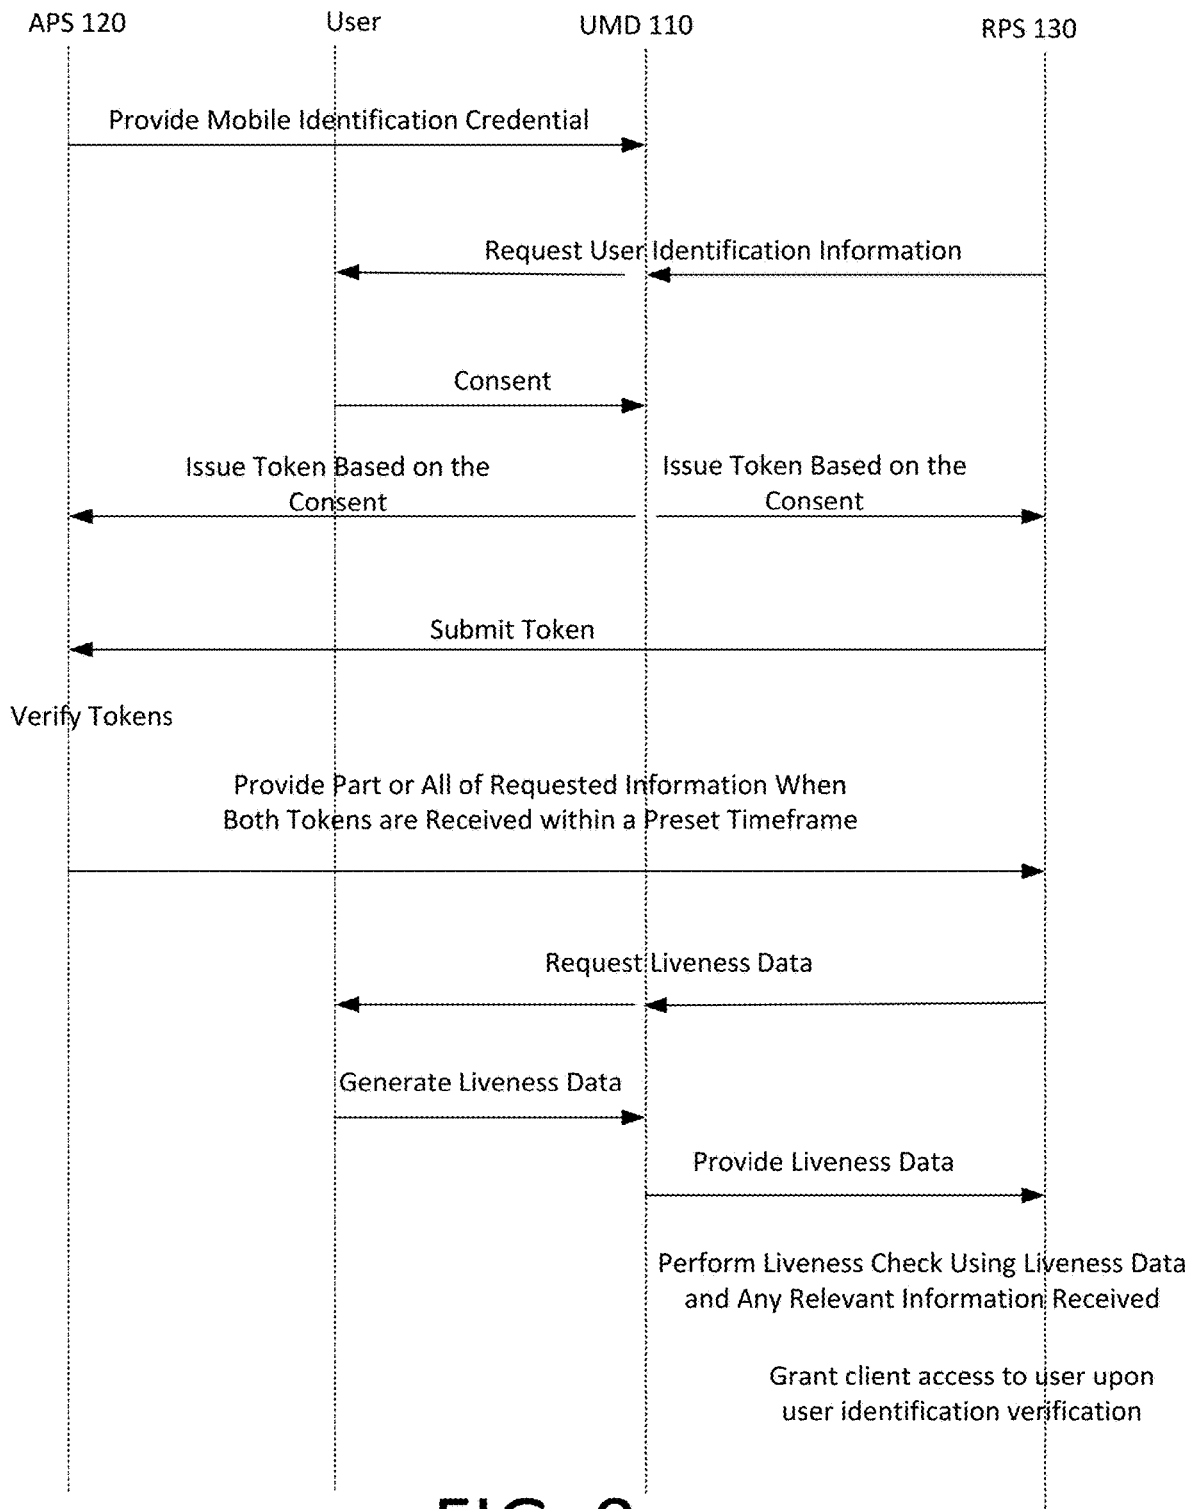 APS 120 User UMD 110 RPS 130
Provide Mobile Identification Credential
Request User Identification Information
Consent
Issue Token Based on the
Consent
Issue Token Based on the
Consent
Submit Token
Verify Tokens
Provide Part or All of Requested Information When
Both Tokens are Received within a Preset Timeframe
Request Liveness Data
Generate Liveness Data
Provide Liveness Data
Perform Liveness Check Using Liveness Data
and Any Relevant Information Received
Grant client access to user upon
user identification verification
FIG.